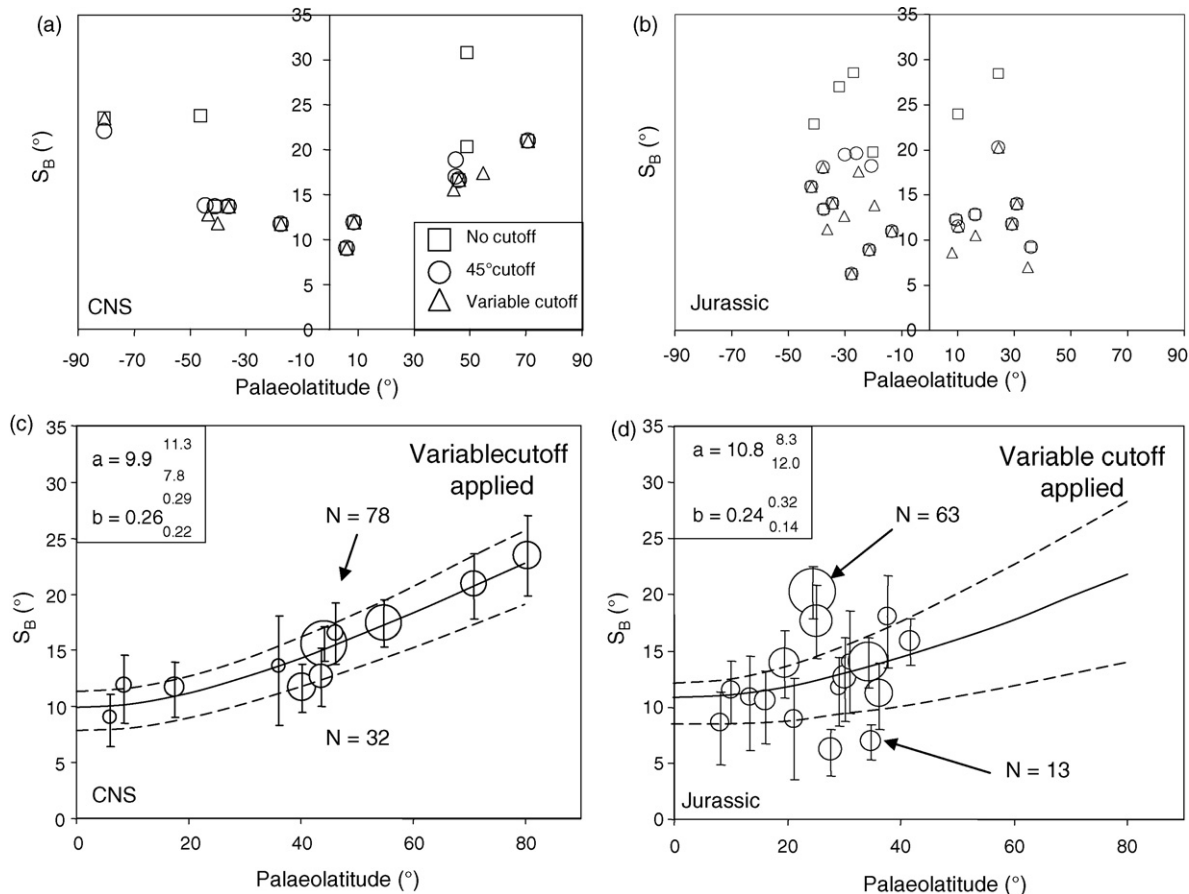 (a)
35
30
25
20
15
10
5
0
S_B (°)
No cutoff
45°cutoff
Variable cutoff
CNS
-90 -70 -50 -30 -10 10 30 50 70 90
Palaeolatitude (°)
(b)
35
30
25
20
15
10
5
0
S_B (°)
Jurassic
-90 -70 -50 -30 -10 10 30 50 70 90
Palaeolatitude (°)
(c)
35
30
25
20
15
10
5
0
S_B (°)
a = 9.9 11.3 7.8
b = 0.26 0.29 0.22
Variablecutoff
applied
N = 78
N = 32
CNS
0 20 40 60 80
Palaeolatitude (°)
(d)
35
30
25
20
15
10
5
0
S_B (°)
a = 10.8 8.3 12.0
b = 0.24 0.32 0.14
Variable cutoff
applied
N = 63
N = 13
Jurassic
0 20 40 60 80
Palaeolatitude (°)